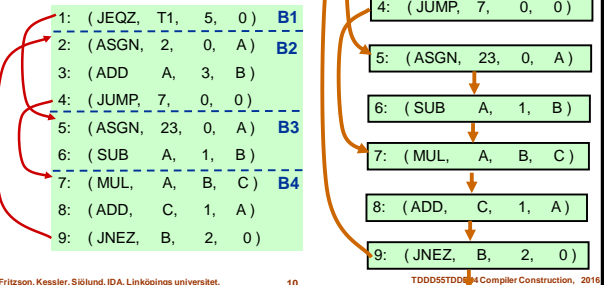 1: ( JEQZ, T1, 5, 0 ) B1
2: ( ASGN, 2, 0, A ) B2
3: ( ADD A, 3, B )
4: ( JUMP, 7, 0, 0 )
5: ( ASGN, 23, 0, A ) B3
6: ( SUB A, 1, B )
7: ( MUL, A, B, C ) B4
8: ( ADD, C, 1, A )
9: ( JNEZ, B, 2, 0 )
4: ( JUMP, 7, 0, 0 )
5: ( ASGN, 23, 0, A )
6: ( SUB A, 1, B )
7: ( MUL, A, B, C )
8: ( ADD, C, 1, A )
9: ( JNEZ, B, 2, 0 )
Fritzson, Kessler, Sjölund, IDA, Linköpings universitet. 10
Compiler Construction, 2016